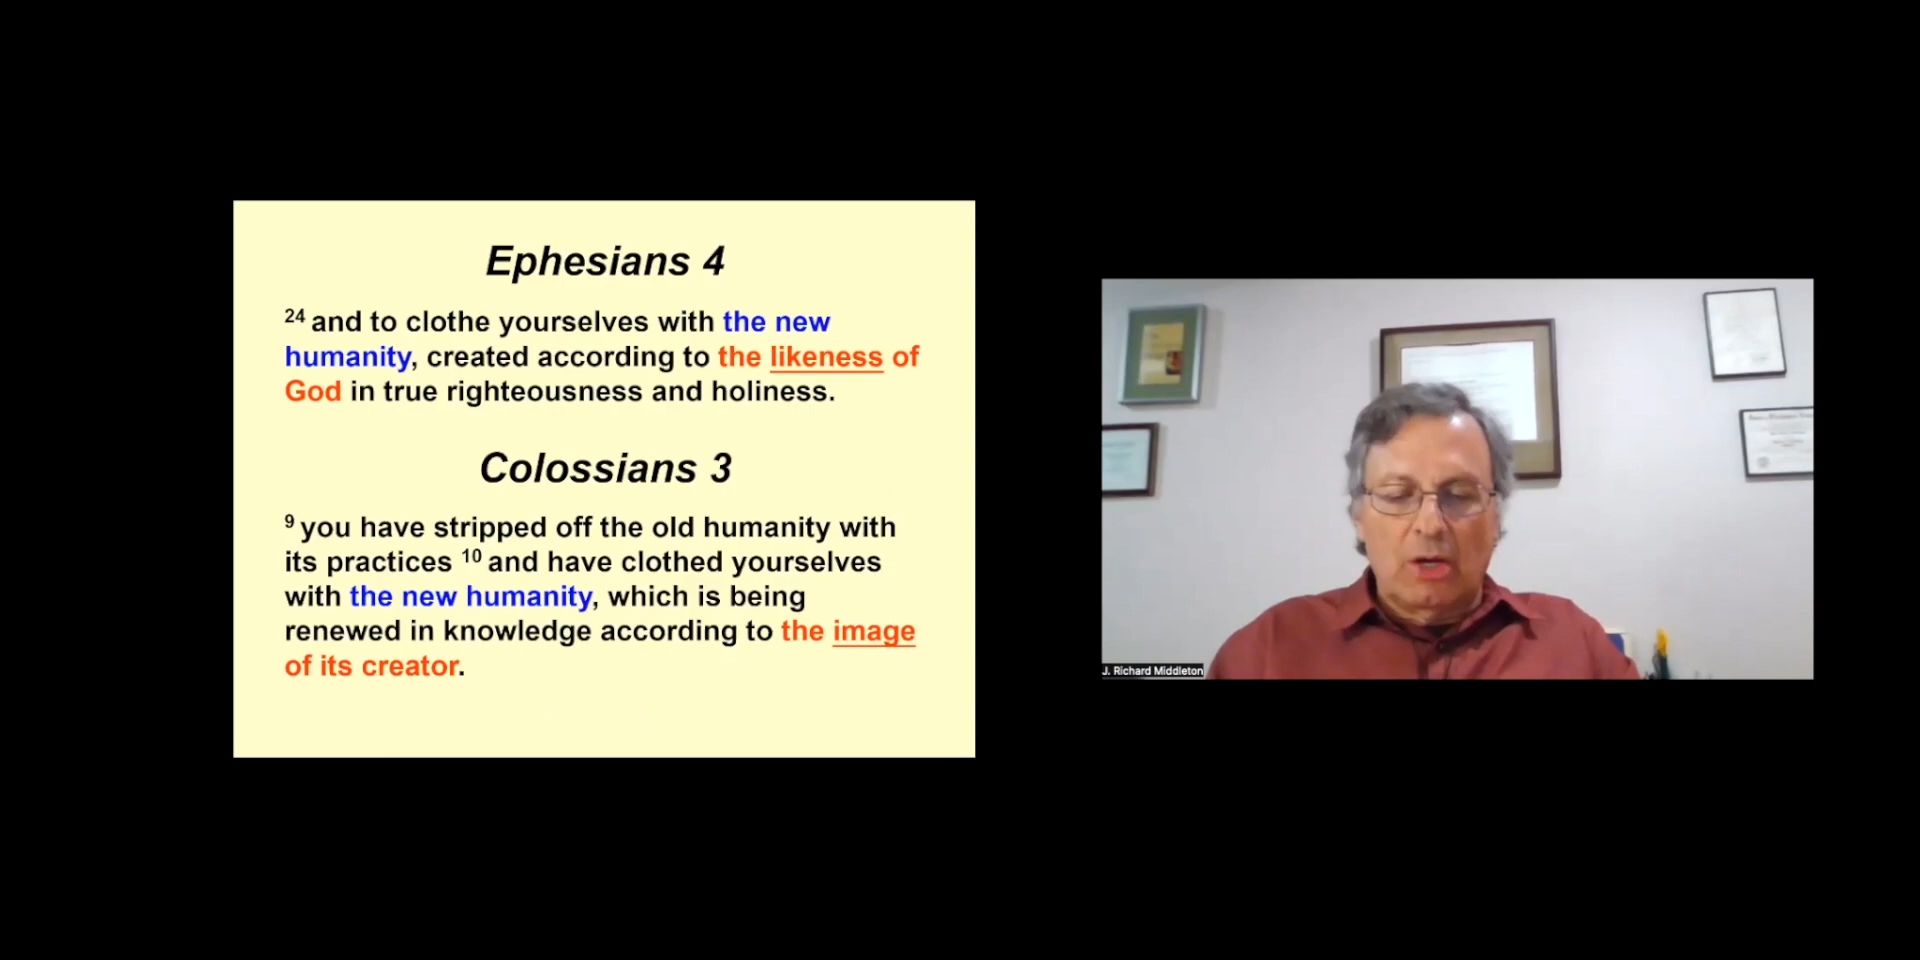 Ephesians 4
24 and to clothe yourselves with the new
humanity, created according to the likeness of
God in true righteousness and holiness.
Colossians 3
9 you have stripped off the old humanity with
its practices 10 and have clothed yourselves
with the new humanity, which is being
renewed in knowledge according to the image
of its creator.
J. Richard Middleton